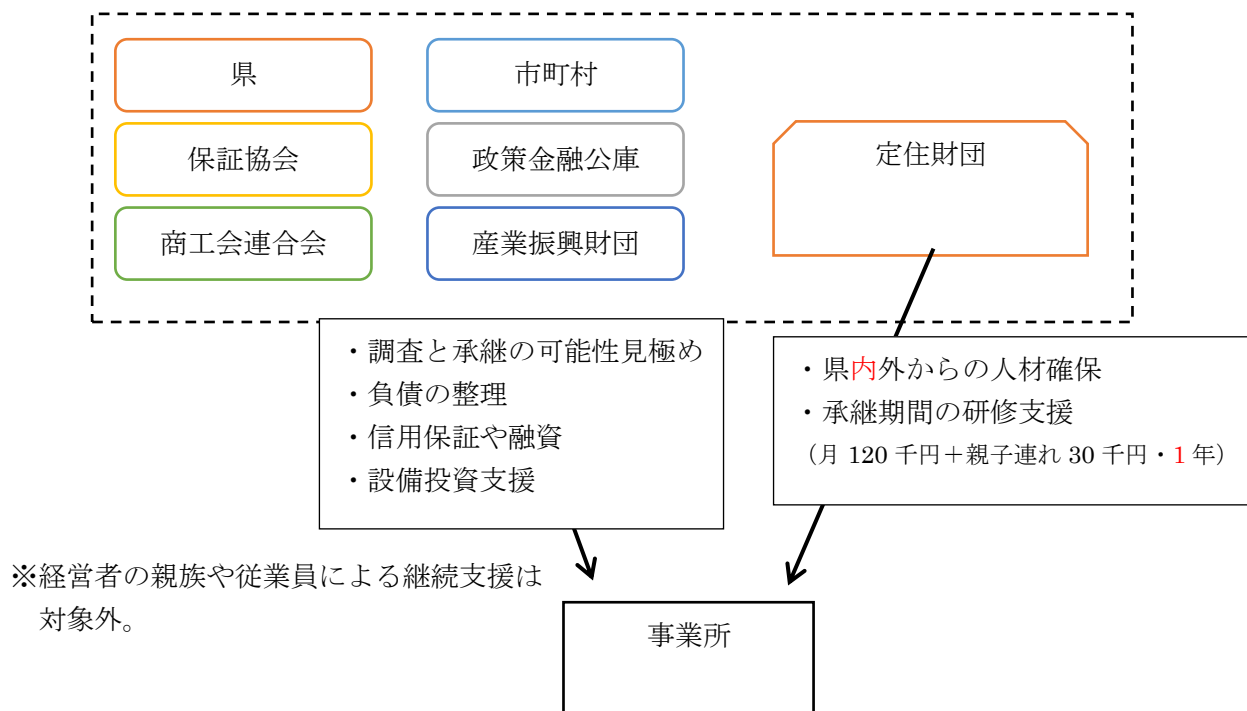 県
市町村
保証協会
政策金融公庫
定住財団
商工会連合会
産業振興財団
・調査と承継の可能性見極め
・負債の整理
・信用保証や融資
・設備投資支援
・県内外からの人材確保
・承継期間の研修支援
（月 120 千円＋親子連れ 30 千円・1 年）
※経営者の親族や従業員による継続支援は
対象外。
事業所